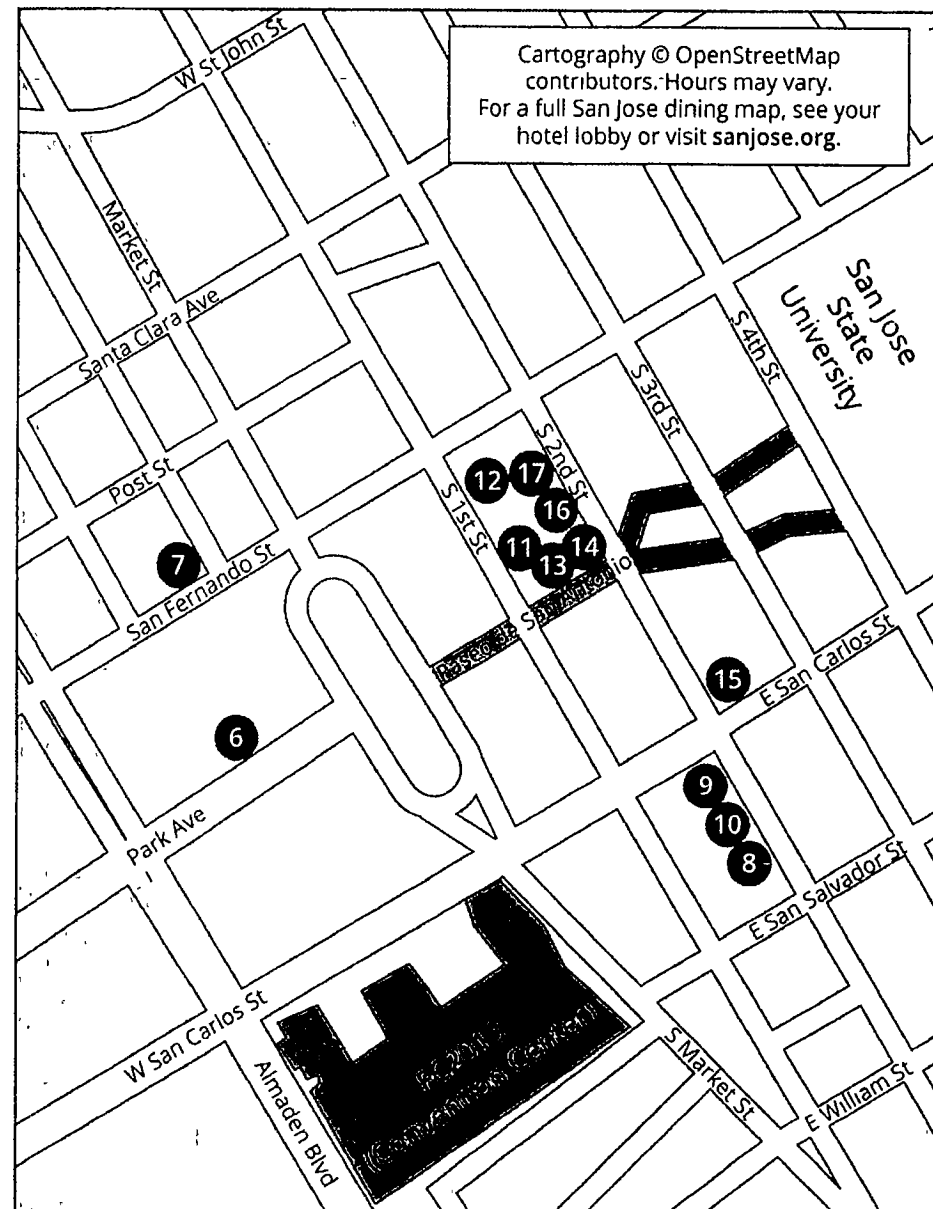 W St John St
Cartography © OpenStreetMap
contributors. Hours may vary.
For a full San Jose dining map, see your
hotel lobby or visit sanjose.org.
Market St
Santa Clara Ave
San Jose
State
University
S 4th St
S 3rd St
S 2nd St
S 1st St
Post St
12
17
16
11
13
14
7
San Fernando St
Paseo de San Antonio
15
E San Carlos St
6
9
10
8
Park Ave
E San Salvador St
W San Carlos St
(Convention Center)
Almaden Blvd
S Market St
E William St